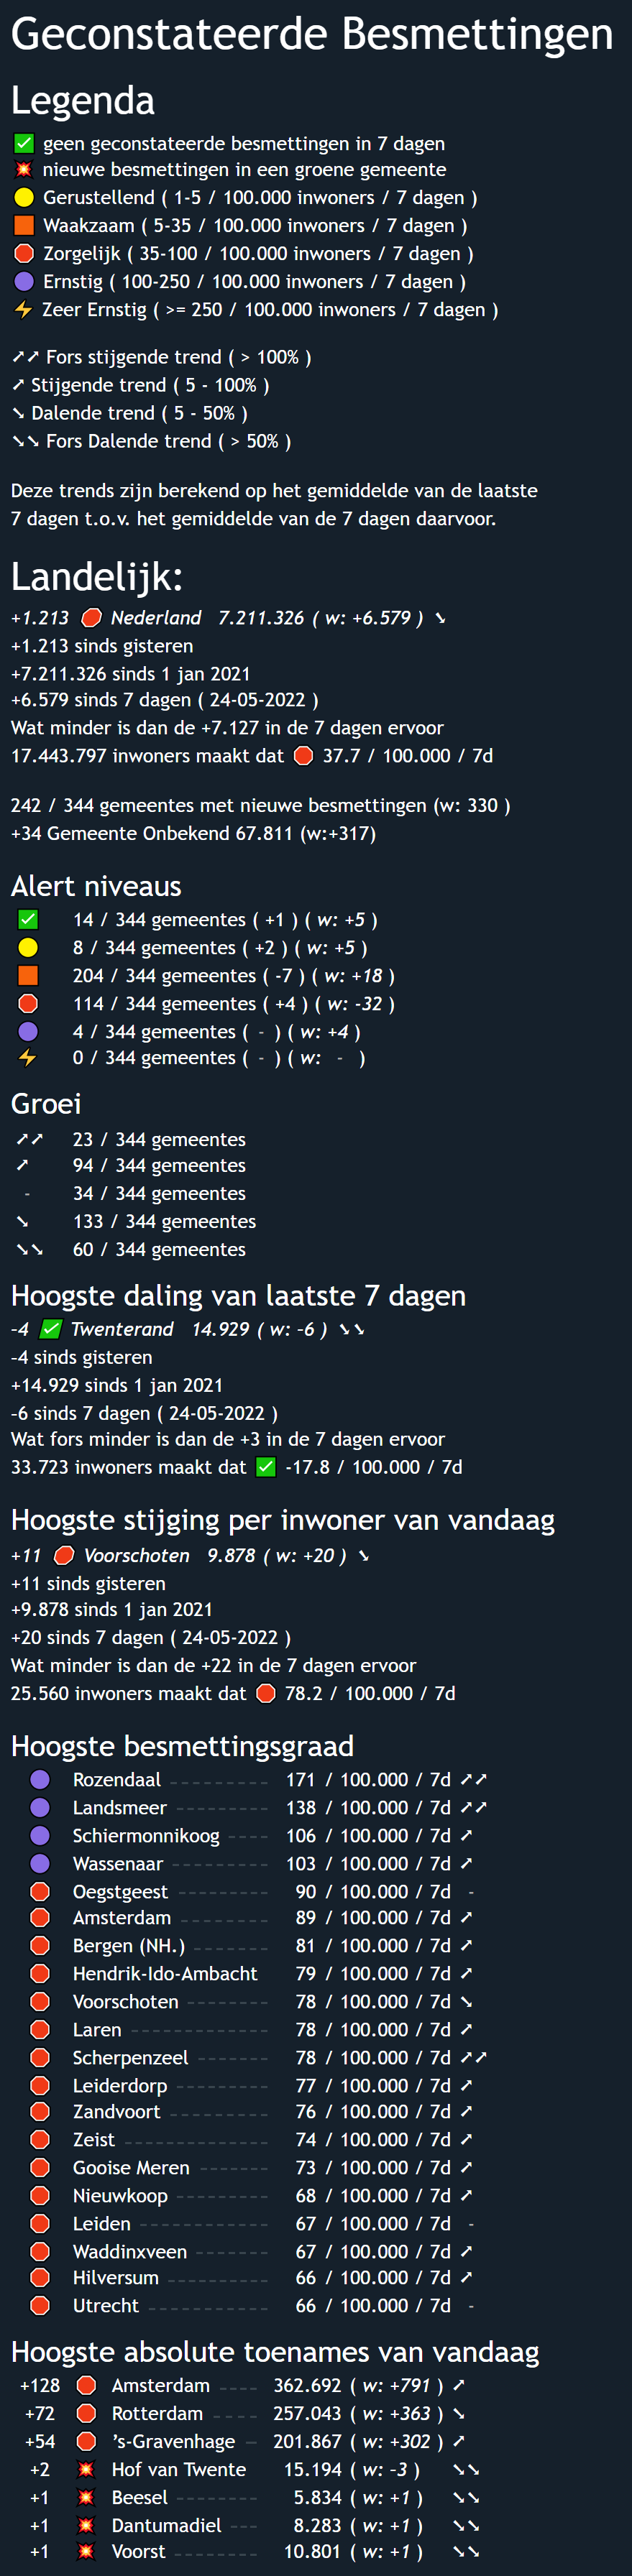 Geconstateerde Besmettingen
Legenda
✅ geen geconstateerde besmettingen in 7 dagen
💥 nieuwe besmettingen in een groene gemeente
🟡 Gerustellend ( 1-5 / 100.000 inwoners / 7 dagen )
🟧 Waakzaam ( 5-35 / 100.000 inwoners / 7 dagen )
🛑 Zorgelijk ( 35-100 / 100.000 inwoners / 7 dagen )
🟣 Ernstig ( 100-250 / 100.000 inwoners / 7 dagen )
⚡ Zeer Ernstig ( >= 250 / 100.000 inwoners / 7 dagen )
➚➚ Fors stijgende trend ( > 100% )
➚ Stijgende trend ( 5 - 100% )
➘ Dalende trend ( 5 - 50% )
➘➘ Fors Dalende trend ( > 50% )
Deze trends zijn berekend op het gemiddelde van de laatste
7 dagen t.o.v. het gemiddelde van de 7 dagen daarvoor.
Landelijk:
+1.213 🛑 Nederland 7.211.326 ( w: +6.579 ) ➘
+1.213 sinds gisteren
+7.211.326 sinds 1 jan 2021
+6.579 sinds 7 dagen ( 24-05-2022 )
Wat minder is dan de +7.127 in de 7 dagen ervoor
17.443.797 inwoners maakt dat 🛑 37.7 / 100.000 / 7d
242 / 344 gemeentes met nieuwe besmettingen (w: 330 )
+34 Gemeente Onbekend 67.811 (w:+317)
Alert niveaus
✅ 14 / 344 gemeentes ( +1 ) ( w: +5 )
🟡 8 / 344 gemeentes ( +2 ) ( w: +5 )
🟧 204 / 344 gemeentes ( -7 ) ( w: +18 )
🛑 114 / 344 gemeentes ( +4 ) ( w: -32 )
🟣 4 / 344 gemeentes ( - ) ( w: +4 )
⚡ 0 / 344 gemeentes ( - ) ( w: - )
Groei
➚➚ 23 / 344 gemeentes
➚ 94 / 344 gemeentes
- 34 / 344 gemeentes
➘ 133 / 344 gemeentes
➘➘ 60 / 344 gemeentes
Hoogste daling van laatste 7 dagen
-4 ✅ Twenterand 14.929 ( w: -6 ) ➘➘
-4 sinds gisteren
+14.929 sinds 1 jan 2021
-6 sinds 7 dagen ( 24-05-2022 )
Wat fors minder is dan de +3 in de 7 dagen ervoor
33.723 inwoners maakt dat ✅ -17.8 / 100.000 / 7d
Hoogste stijging per inwoner van vandaag
+11 🛑 Voorschoten 9.878 ( w: +20 ) ➘
+11 sinds gisteren
+9.878 sinds 1 jan 2021
+20 sinds 7 dagen ( 24-05-2022 )
Wat minder is dan de +22 in de 7 dagen ervoor
25.560 inwoners maakt dat 🛑 78.2 / 100.000 / 7d
Hoogste besmettingsgraad
🟣 Rozendaal ---------- 171 / 100.000 / 7d ➚➚
🟣 Landsmeer --------- 138 / 100.000 / 7d ➚➚
🟣 Schiermonnikoog ---- 106 / 100.000 / 7d ➚
🟣 Wassenaar ---------- 103 / 100.000 / 7d ➚
🛑 Oegstgeest --------- 90 / 100.000 / 7d -
🛑 Amsterdam --------- 89 / 100.000 / 7d ➚
🛑 Bergen (NH.) ------- 81 / 100.000 / 7d ➚
🛑 Hendrik-Ido-Ambacht 79 / 100.000 / 7d ➚
🛑 Voorschoten -------- 78 / 100.000 / 7d ➘
🛑 Laren -------------- 78 / 100.000 / 7d ➚
🛑 Scherpenzeel ------- 78 / 100.000 / 7d ➚➚
🛑 Leiderdorp --------- 77 / 100.000 / 7d ➚
🛑 Zandvoort ---------- 76 / 100.000 / 7d ➚
🛑 Zeist --------------- 74 / 100.000 / 7d ➚
🛑 Gooise Meren ------- 73 / 100.000 / 7d ➚
🛑 Nieuwkoop --------- 68 / 100.000 / 7d ➚
🛑 Leiden ------------- 67 / 100.000 / 7d -
🛑 Waddinxveen ------- 67 / 100.000 / 7d ➚
🛑 Hilversum ---------- 66 / 100.000 / 7d ➚
🛑 Utrecht ------------ 66 / 100.000 / 7d -
Hoogste absolute toenames van vandaag
+128 🛑 Amsterdam ---- 362.692 ( w: +791 ) ➚
+72 🛑 Rotterdam ---- 257.043 ( w: +363 ) ➘
+54 🛑 's-Gravenhage - 201.867 ( w: +302 ) ➚
+2 💥 Hof van Twente 15.194 ( w: -3 ) ➘➘
+1 💥 Beesel -------- 5.834 ( w: +1 ) ➘➘
+1 💥 Dantumadiel --- 8.283 ( w: +1 ) ➘➘
+1 💥 Voorst -------- 10.801 ( w: +1 ) ➘➘